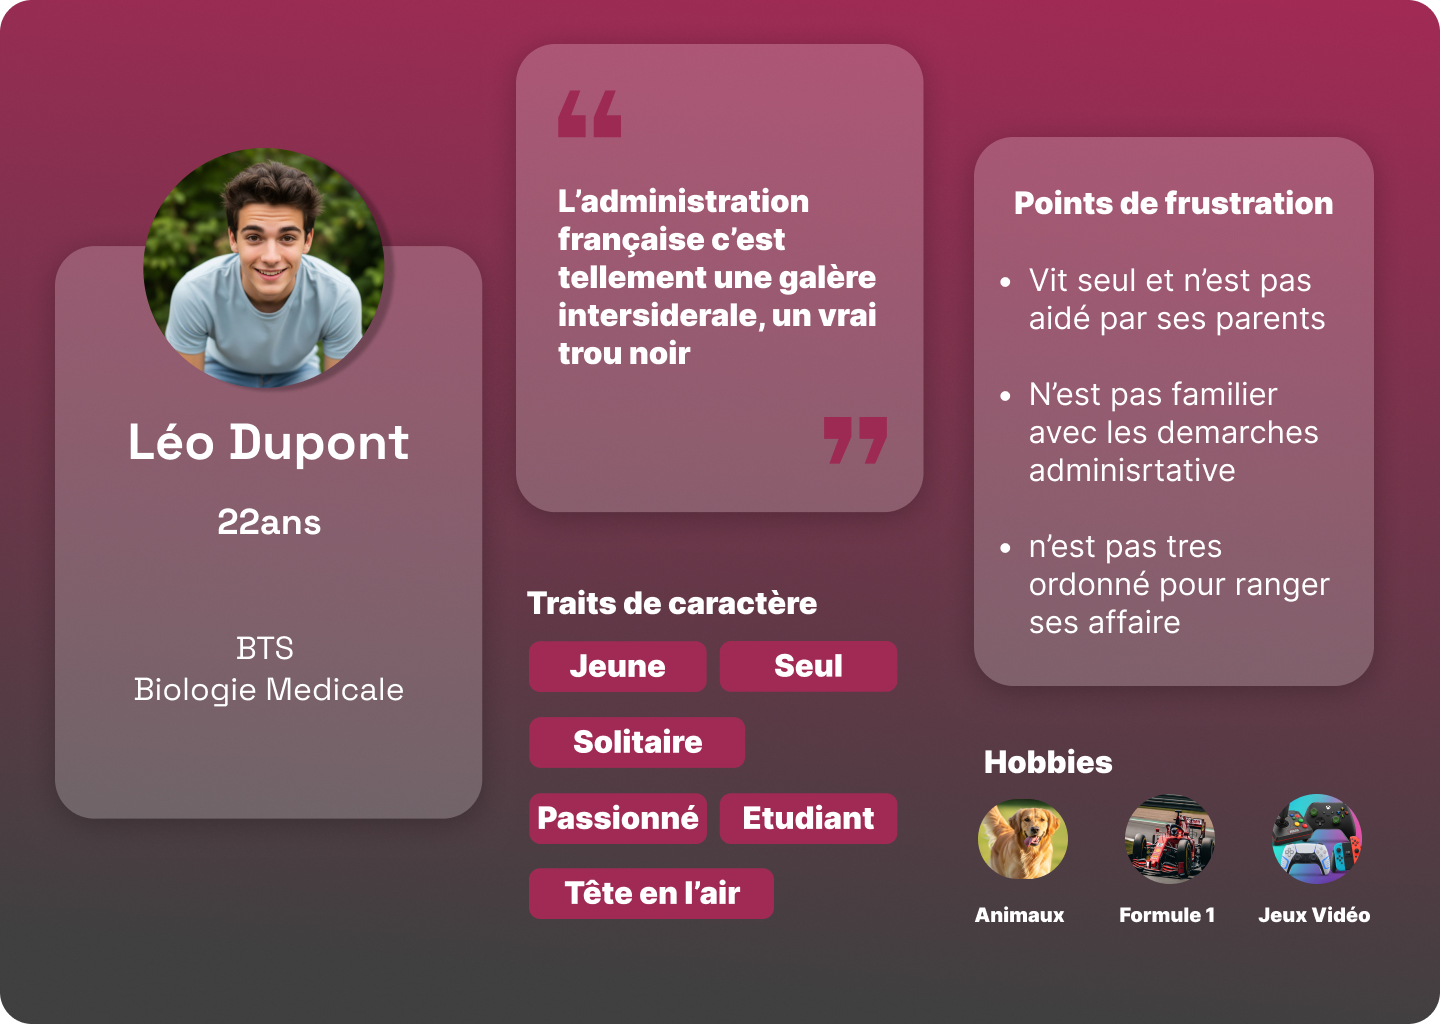 Léo Dupont
22ans
BTS
Biologie Medicale
“
L’administration
française c’est
tellement une galère
intersiderale, un vrai
trou noir
”
Traits de caractère
Jeune
Seul
Solitaire
Passionné
Etudiant
Tête en l’air
Points de frustration
• Vit seul et n’est pas
aidé par ses parents
• N’est pas familier
avec les demarches
adminisrtative
• n’est pas tres
ordonné pour ranger
ses affaire
Hobbies
Animaux
Formule 1
Jeux Vidéo